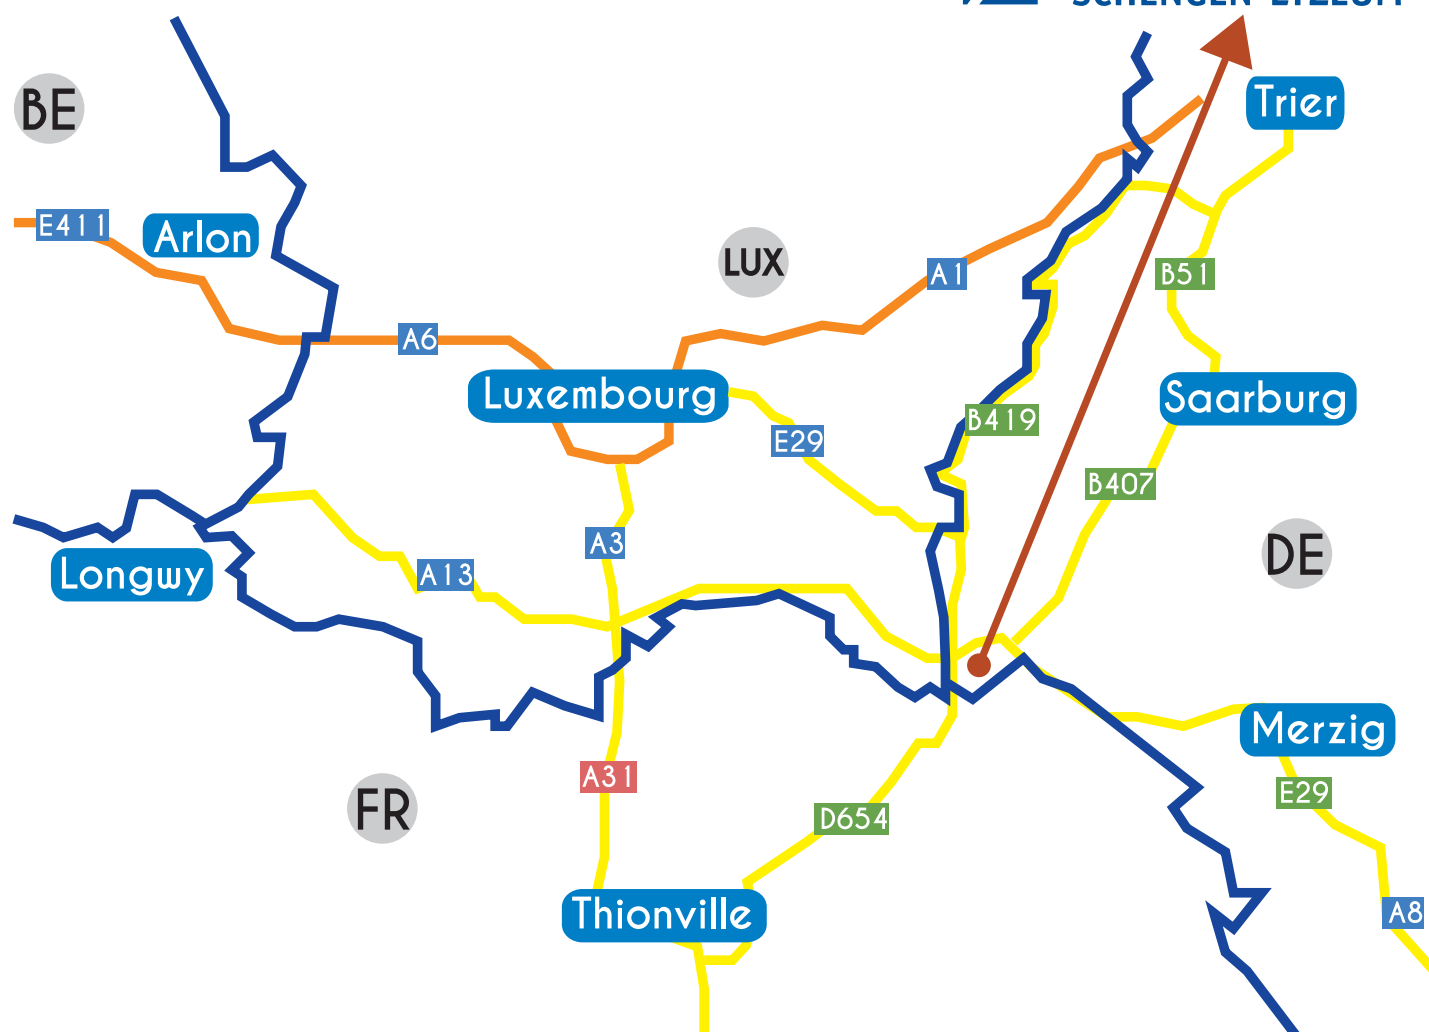 BE
Trier
E411
Arlon
LUX
A1
B51
A6
Luxembourg
Saarburg
B419
E29
B407
A3
DE
Longwy
A13
Merzig
A31
E29
FR
D654
Thionville
A8